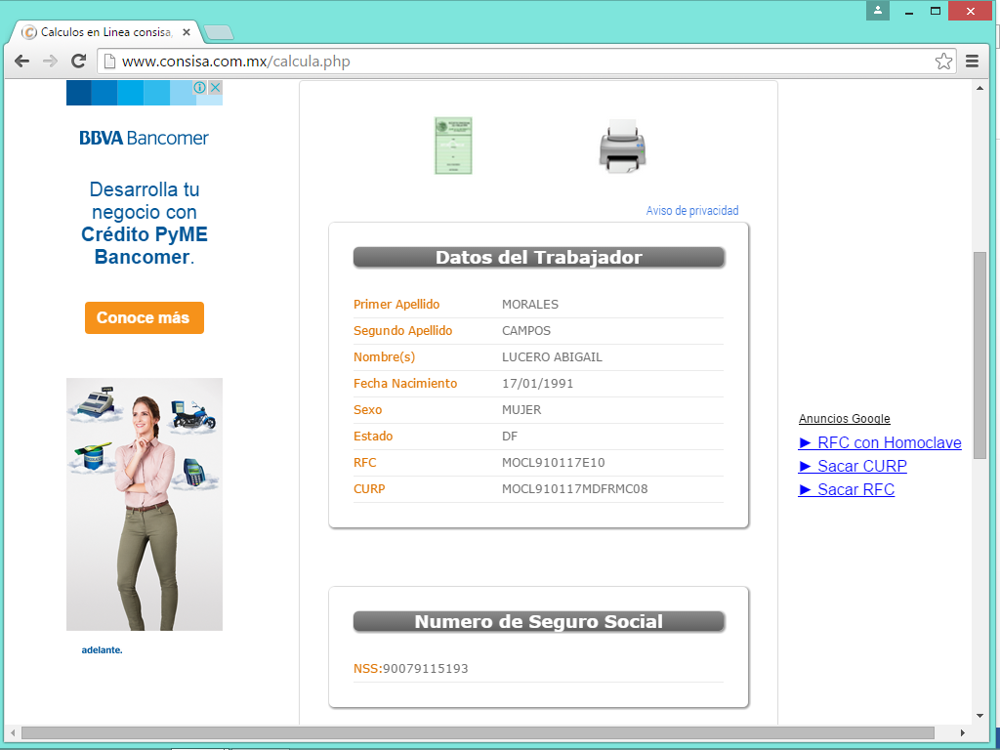 Calculos en Linea consisa,
www.consisa.com.mx/calcula.php
BBVA Bancomer
Desarrolla tu
negocio con
Crédito PyME
Bancomer.
Conoce más
adelante.
Aviso de privacidad
Datos del Trabajador
Primer Apellido MORALES
Segundo Apellido CAMPOS
Nombre(s) LUCERO ABIGAIL
Fecha Nacimiento 17/01/1991
Sexo MUJER
Estado DF
RFC MOCL910117E10
CURP MOCL910117MDFRMC08
Numero de Seguro Social
NSS:90079115193
Anuncios Google
► RFC con Homoclave
► Sacar CURP
► Sacar RFC